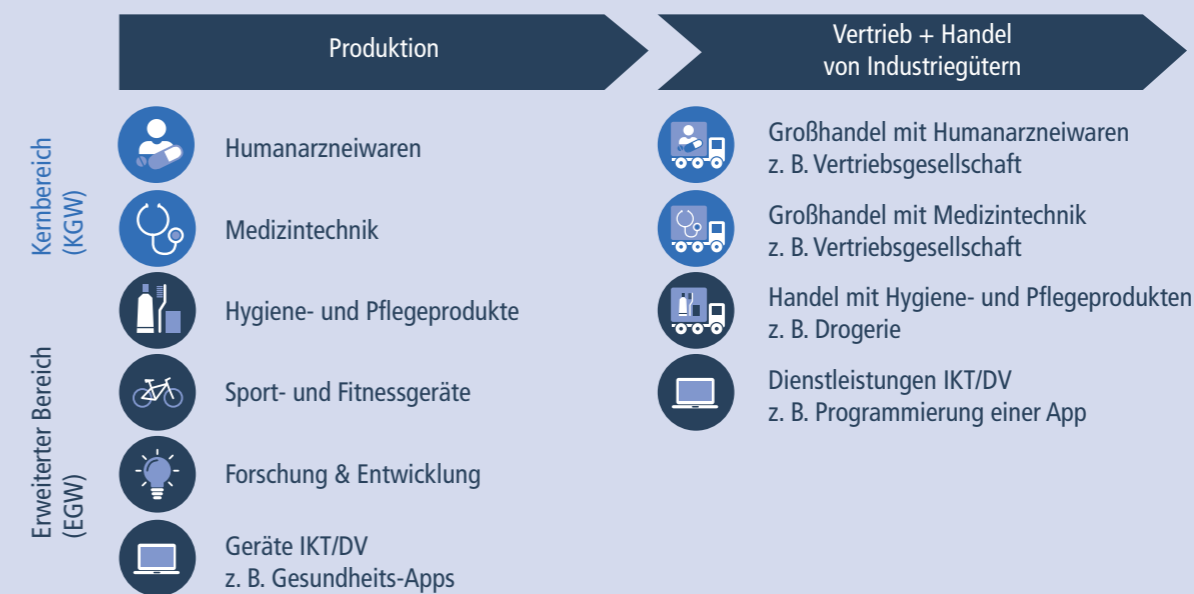 Produktion
Vertrieb + Handel
von Industriegütern
Kernbereich
(KGW)
Humanarzneiwaren
Medizintechnik
Großhandel mit Humanarzneiwaren
z. B. Vertriebsgesellschaft
Großhandel mit Medizintechnik
z. B. Vertriebsgesellschaft
Erweiterter Bereich
(EGW)
Hygiene- und Pflegeprodukte
Sport- und Fitnessgeräte
Forschung & Entwicklung
Geräte IKT/DV
z. B. Gesundheits-Apps
Handel mit Hygiene- und Pflegeprodukten
z. B. Drogerie
Dienstleistungen IKT/DV
z. B. Programmierung einer App